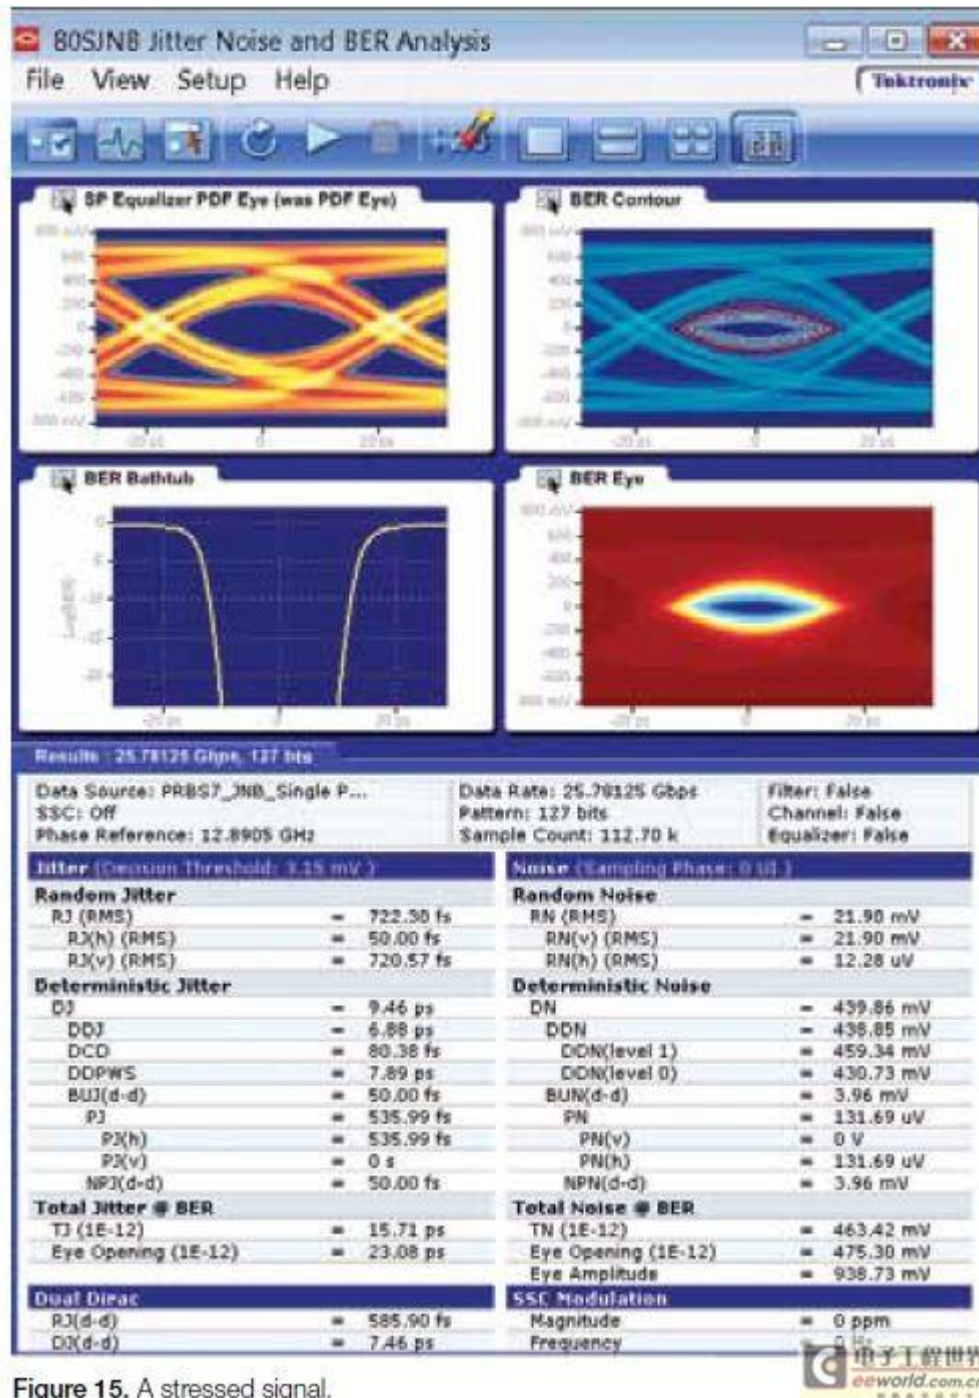 80SJNB Jitter Noise and BER Analysis
File View Setup Help
Tektronix
SP Equalizer PDF Eye (was PDF Eye)
BER Contour
BER Bathtub
BER Eye
Results : 25.78125 Gbps, 127 bits
Data Source: PRBS7_JNB_Single P...
Data Rate: 25.78125 Gbps
Filter: False
SSC: Off
Pattern: 127 bits
Channel: False
Phase Reference: 12.8905 GHz
Sample Count: 112.70 k
Equalizer: False
Jitter (Decision Threshold: 3.15 mV )
Random Jitter
RJ (RMS) = 722.30 fs
RJ(h) (RMS) = 50.00 fs
RJ(v) (RMS) = 720.57 fs
Deterministic Jitter
DJ = 9.46 ps
DDJ = 6.88 ps
DCD = 80.38 fs
DDPWS = 7.89 ps
BUJ(d-d) = 50.00 fs
PJ = 535.99 fs
PJ(h) = 535.99 fs
PJ(v) = 0 s
NPJ(d-d) = 50.00 fs
Total Jitter @ BER
TJ (1E-12) = 15.71 ps
Eye Opening (1E-12) = 23.08 ps
Dual Dirac
RJ(d-d) = 585.90 fs
DJ(d-d) = 7.46 ps
Noise (Sampling Phase: 0 UI )
Random Noise
RN (RMS) = 21.90 mV
RN(v) (RMS) = 21.90 mV
RN(h) (RMS) = 12.28 uV
Deterministic Noise
DN = 439.86 mV
DDN = 438.85 mV
DDN(level 1) = 459.34 mV
DDN(level 0) = 430.73 mV
BUN(d-d) = 3.96 mV
PN = 131.69 uV
PN(v) = 0 V
PN(h) = 131.69 uV
NPN(d-d) = 3.96 mV
Total Noise @ BER
TN (1E-12) = 463.42 mV
Eye Opening (1E-12) = 475.30 mV
Eye Amplitude = 938.73 mV
SSC Modulation
Magnitude = 0 ppm
Frequency
电子工程世界
eeworld.com.cn
Figure 15. A stressed signal.